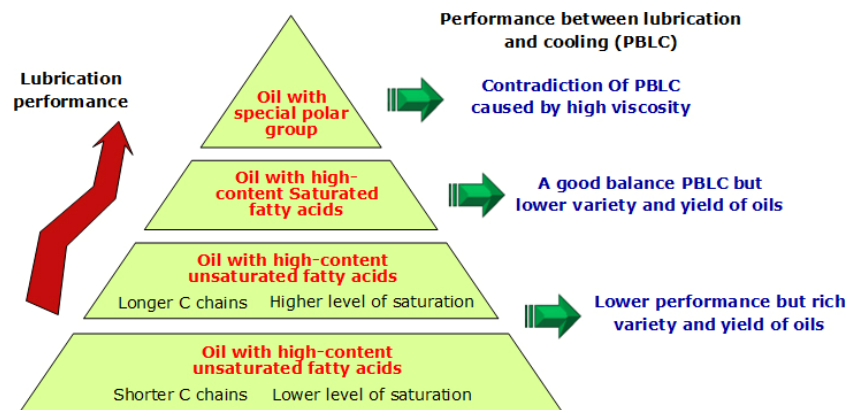 Performance between lubrication
and cooling (PBLC)
Lubrication
performance
Oil with
special polar
group
Contradiction Of PBLC
caused by high viscosity
Oil with high-
content Saturated
fatty acids
A good balance PBLC but
lower variety and yield of oils
Oil with high-content
unsaturated fatty acids
Longer C chains Higher level of saturation
Lower performance but rich
variety and yield of oils
Oil with high-content
unsaturated fatty acids
Shorter C chains Lower level of saturation